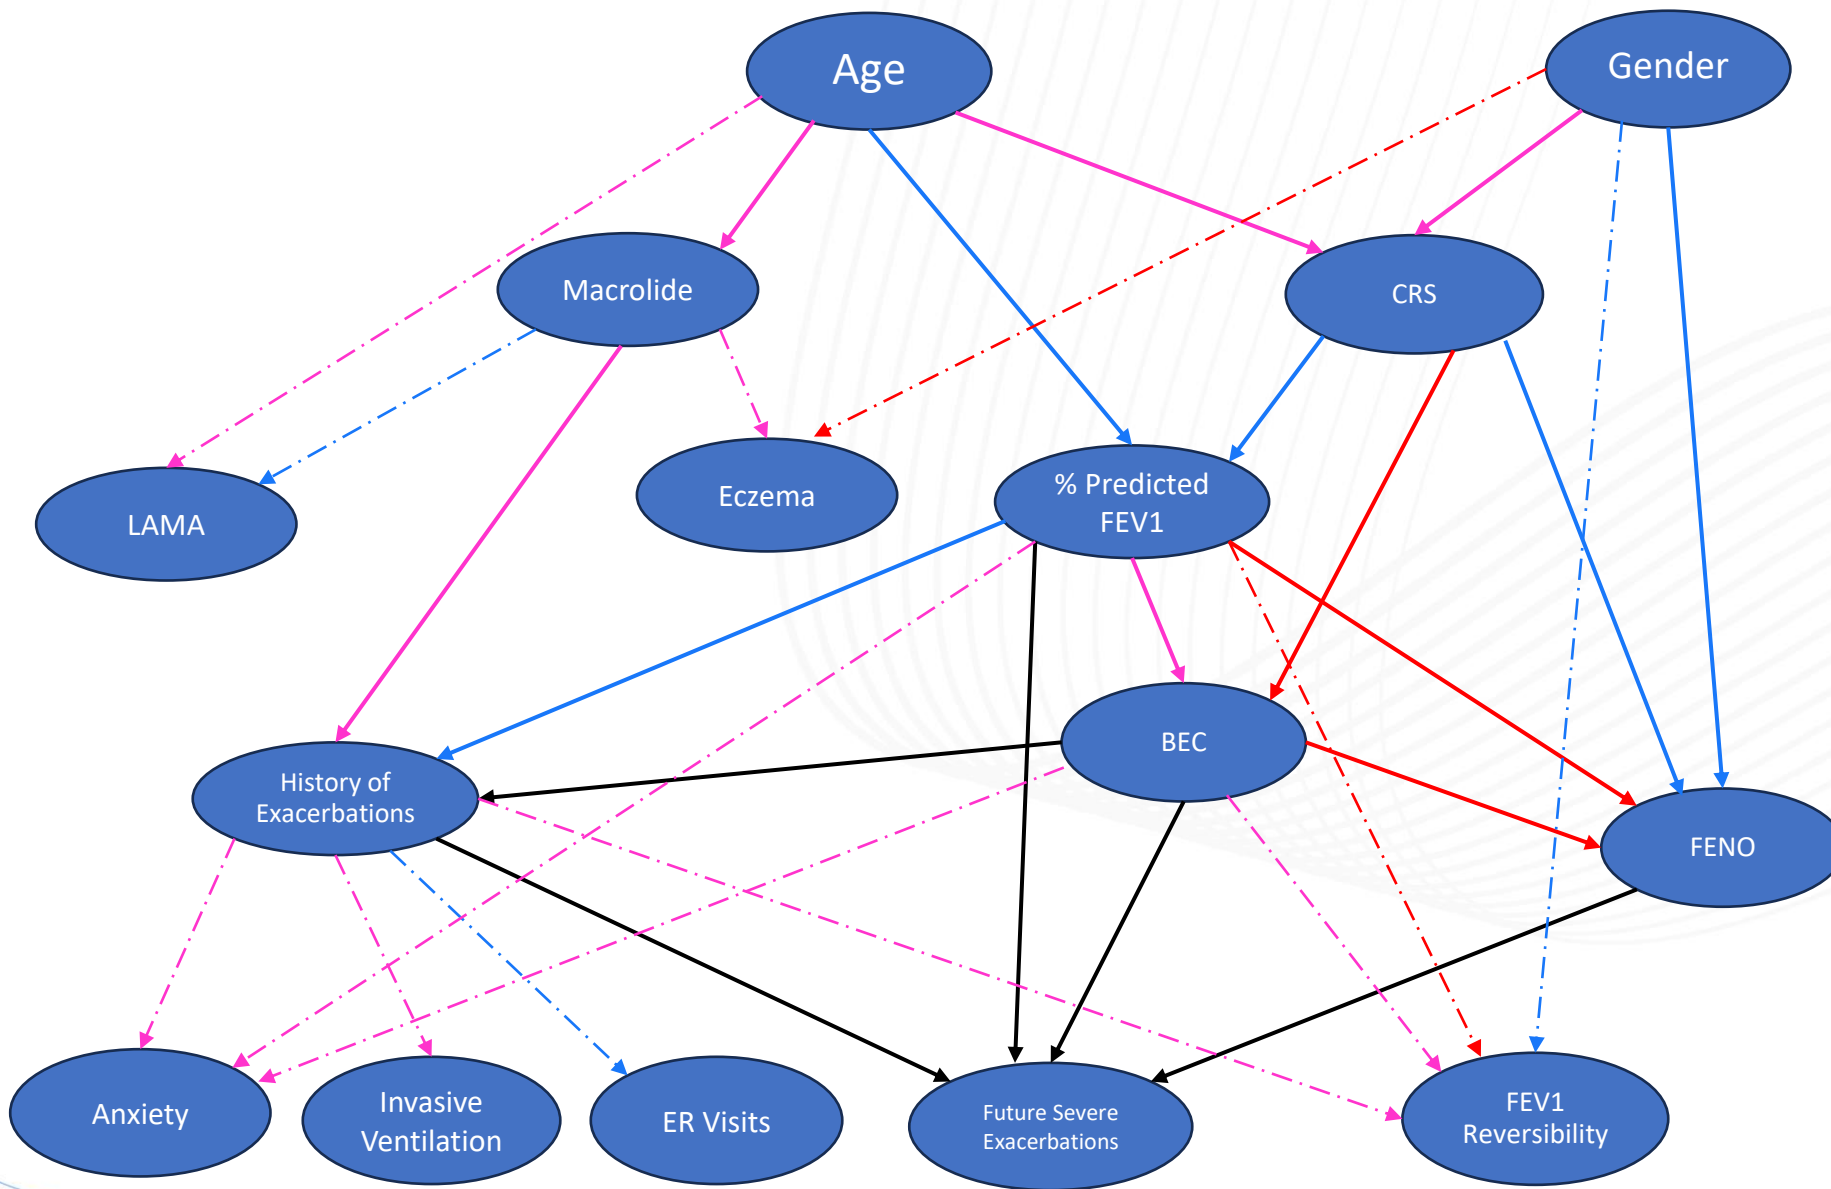 Age
Gender
Macrolide
CRS
% Predicted
FEV1
Eczema
LAMA
BEC
History of
Exacerbations
FENO
Anxiety
Invasive
Ventilation
ER Visits
Future Severe
Exacerbations
FEV1
Reversibility